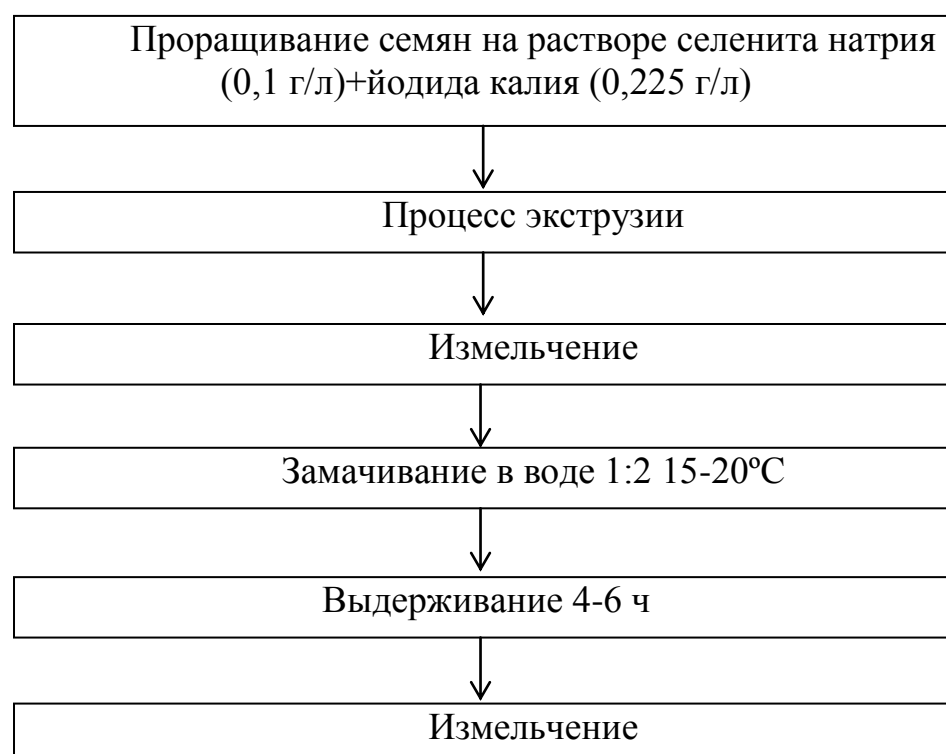 Проращивание семян на растворе селенита натрия
(0,1 г/л)+йодида калия (0,225 г/л)
Процесс экструзии
Измельчение
Замачивание в воде 1:2 15-20ºС
Выдерживание 4-6 ч
Измельчение